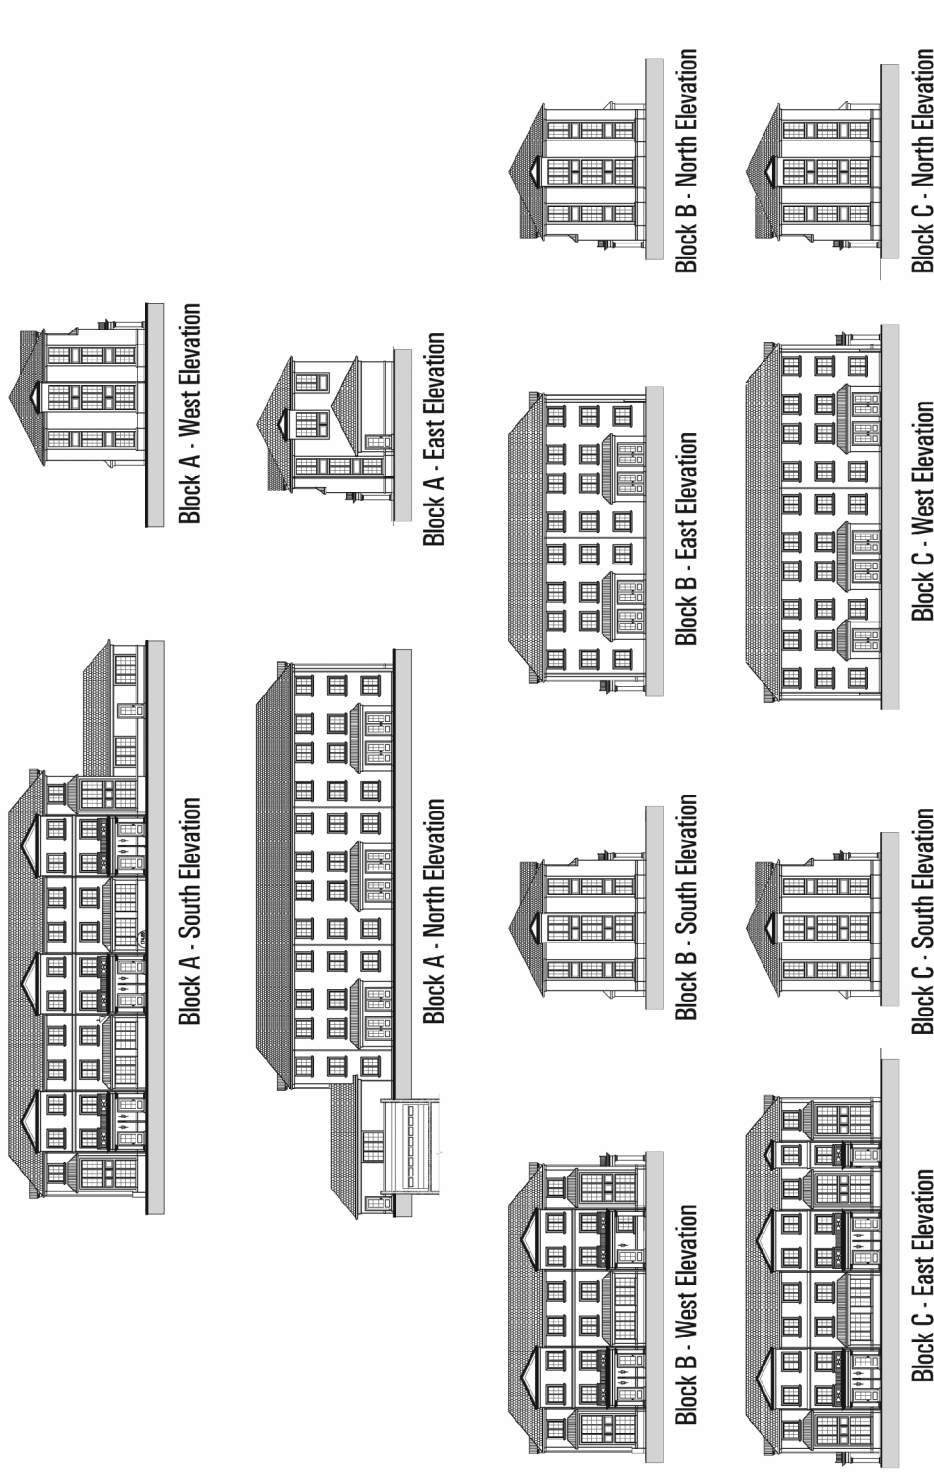 Block A - South Elevation
Block A - West Elevation
Block A - North Elevation
Block A - East Elevation
Block B - West Elevation
Block B - South Elevation
Block B - East Elevation
Block B - North Elevation
Block C - East Elevation
Block C - South Elevation
Block C - West Elevation
Block C - North Elevation